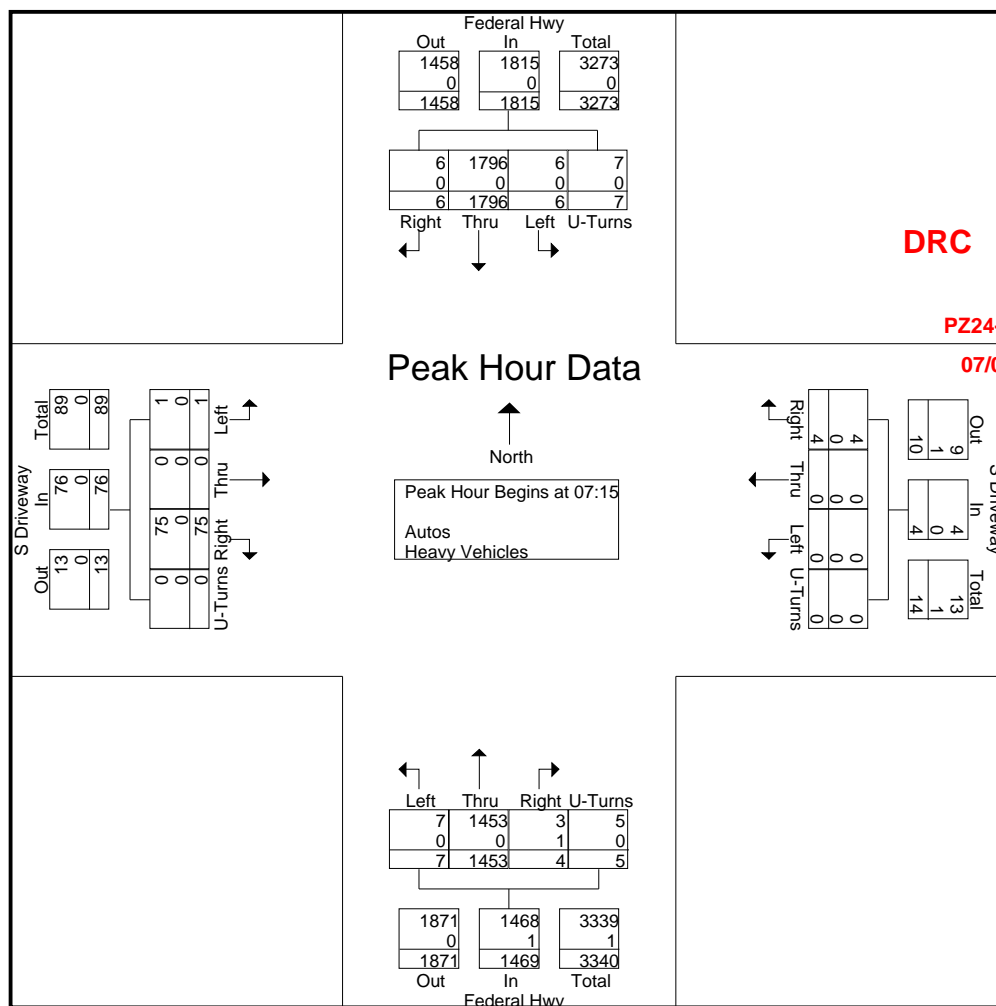 Federal Hwy
Out In Total
1458 1815 3273
0 0 0
1458 1815 3273
6 1796 6 7
0 0 0 0
6 1796 6 7
Right Thru Left U-Turns
DRC
PZ24-
07/0
Peak Hour Data
North
Peak Hour Begins at 07:15
Autos
Heavy Vehicles
S Driveway
Out In Total
13 76 89
0 0 0
13 76 89
U-Turns Right Thru Left
0 75 0 1
0 0 0 0
0 75 0 1
S Driveway
Out In Total
9 4 13
1 0 1
10 4 14
Right Thru Left U-Turns
4 0 0 0
0 0 0 0
4 0 0 0
Left Thru Right U-Turns
7 1453 3 5
0 0 1 0
7 1453 4 5
1871 1468 3339
0 1 1
1871 1469 3340
Out In Total
Federal Hwy